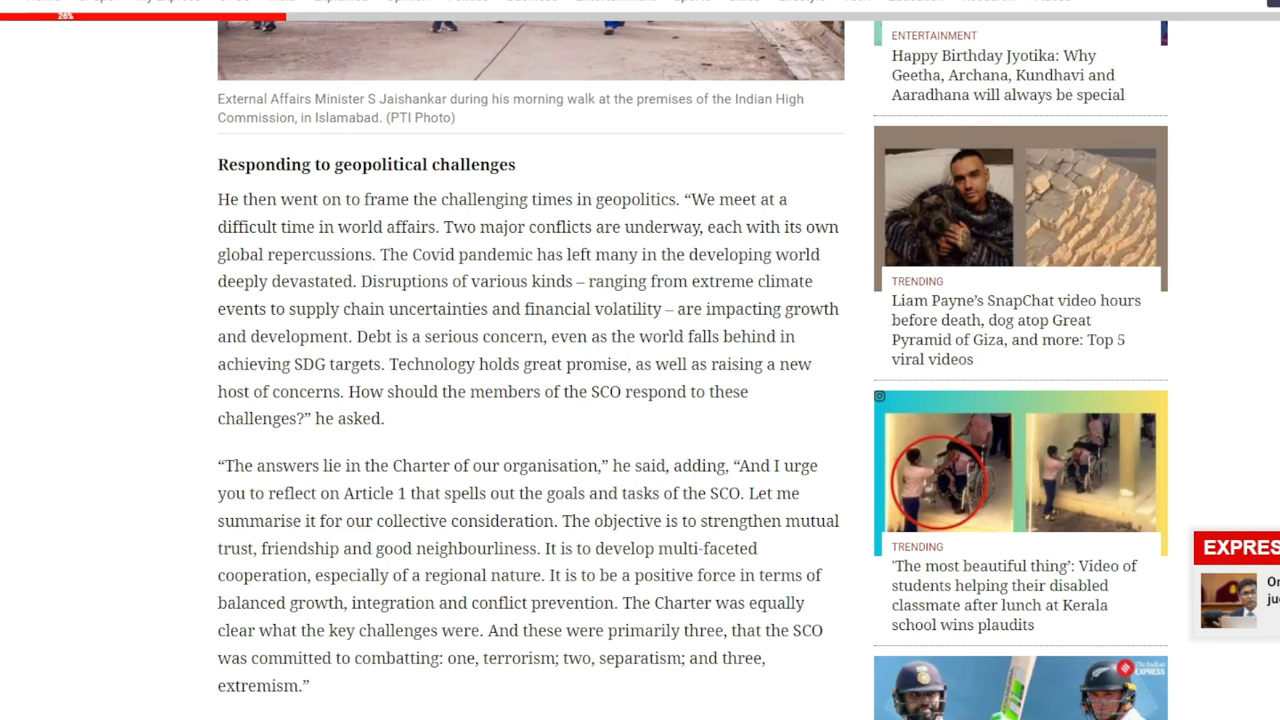 26%
External Affairs Minister S Jaishankar during his morning walk at the premises of the Indian High
Commission, in Islamabad. (PTI Photo)
Responding to geopolitical challenges
He then went on to frame the challenging times in geopolitics. “We meet at a
difficult time in world affairs. Two major conflicts are underway, each with its own
global repercussions. The Covid pandemic has left many in the developing world
deeply devastated. Disruptions of various kinds – ranging from extreme climate
events to supply chain uncertainties and financial volatility – are impacting growth
and development. Debt is a serious concern, even as the world falls behind in
achieving SDG targets. Technology holds great promise, as well as raising a new
host of concerns. How should the members of the SCO respond to these
challenges?” he asked.
“The answers lie in the Charter of our organisation,” he said, adding, “And I urge
you to reflect on Article 1 that spells out the goals and tasks of the SCO. Let me
summarise it for our collective consideration. The objective is to strengthen mutual
trust, friendship and good neighbourliness. It is to develop multi-faceted
cooperation, especially of a regional nature. It is to be a positive force in terms of
balanced growth, integration and conflict prevention. The Charter was equally
clear what the key challenges were. And these were primarily three, that the SCO
was committed to combatting: one, terrorism; two, separatism; and three,
extremism.”
ENTERTAINMENT
Happy Birthday Jyotika: Why
Geetha, Archana, Kundhavi and
Aaradhana will always be special
TRENDING
Liam Payne’s SnapChat video hours
before death, dog atop Great
Pyramid of Giza, and more: Top 5
viral videos
TRENDING
'The most beautiful thing’: Video of
students helping their disabled
classmate after lunch at Kerala
school wins plaudits
The Indian
EXPRESS
EXPRES